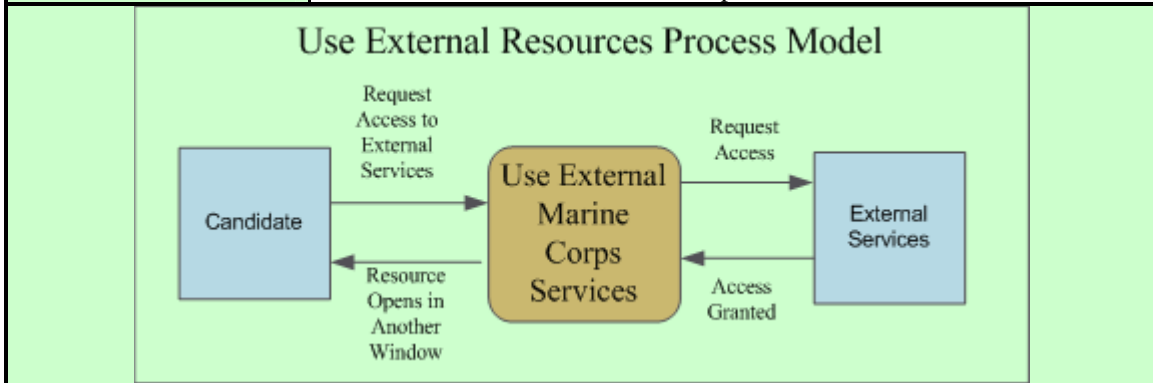 Use External Resources Process Model
Request
Access to
External
Services
Request
Access
Candidate
Use External
Marine
Corps
Services
External
Services
Resource
Opens in
Another
Window
Access
Granted